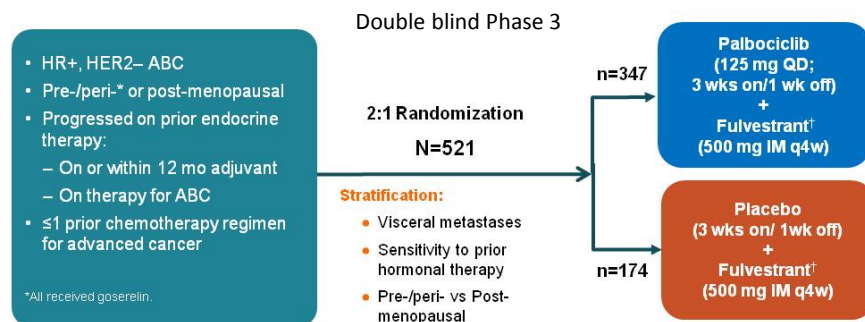 Double blind Phase 3
• HR+, HER2– ABC
• Pre-/peri-* or post-menopausal
• Progressed on prior endocrine
therapy:
– On or within 12 mo adjuvant
– On therapy for ABC
• ≤1 prior chemotherapy regimen
for advanced cancer
*All received goserelin.
2:1 Randomization
N=521
Stratification:
• Visceral metastases
• Sensitivity to prior
hormonal therapy
• Pre-/peri- vs Post-
menopausal
n=347
Palbociclib
(125 mg QD;
3 wks on/1 wk off)
+
Fulvestrant†
(500 mg IM q4w)
n=174
Placebo
(3 wks on/ 1wk off)
+
Fulvestrant†
(500 mg IM q4w)